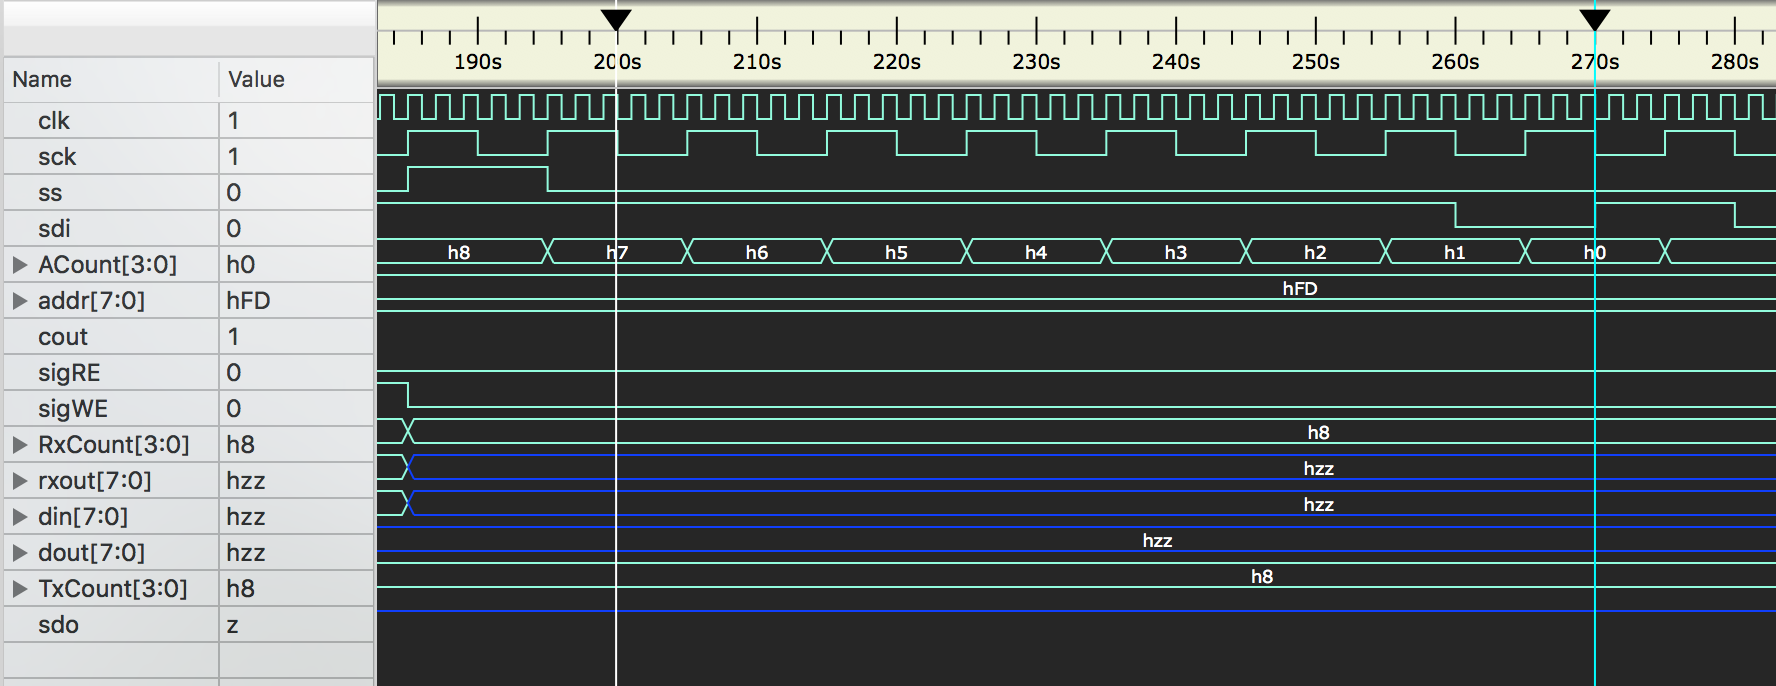 190s 200s 210s 220s 230s 240s 250s 260s 270s 280s
Name Value
clk 1
sck 1
ss 0
sdi 0
ACount[3:0] h0 h8 h7 h6 h5 h4 h3 h2 h1 h0
addr[7:0] hFD hFD
cout 1
sigRE 0
sigWE 0
RxCount[3:0] h8 h8
rxout[7:0] hzz hzz
din[7:0] hzz hzz
dout[7:0] hzz hzz
TxCount[3:0] h8 h8
sdo z